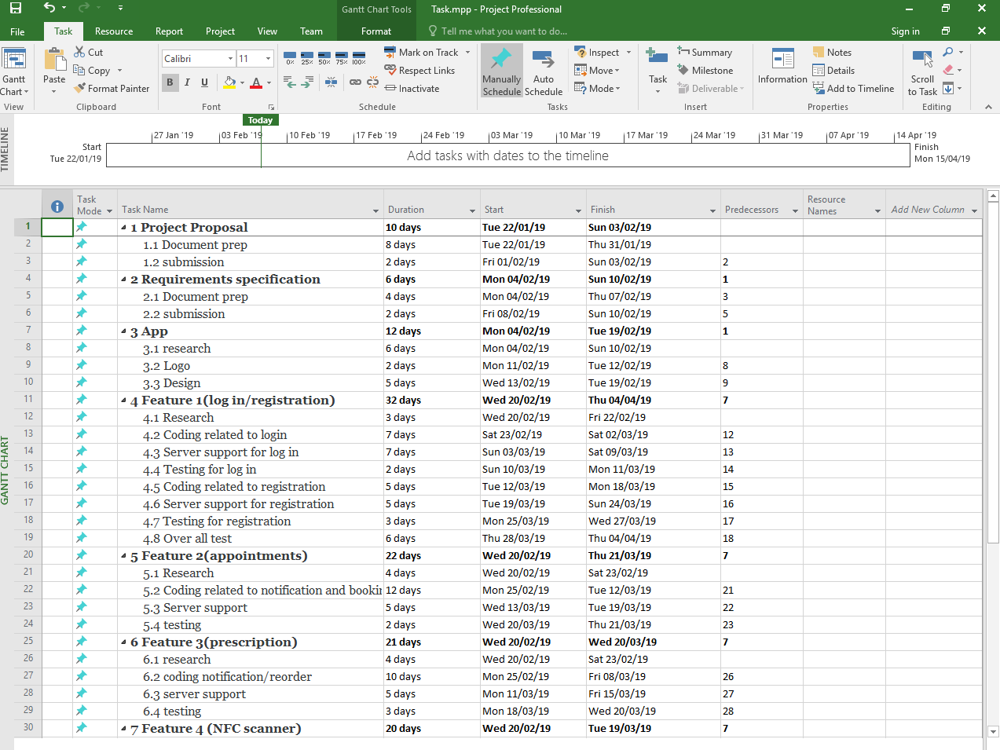 Gantt Chart Tools Task.mpp - Project Professional
File Task Resource Report Project View Team Format Tell me what you want to do... Sign in
Gantt Chart
View
Paste
Cut
Copy
Format Painter
Clipboard
Calibri 11
B I U A
Font
0% 25% 50% 75% 100%
Mark on Track
Respect Links
Inactivate
Schedule
Manually Schedule
Auto Schedule
Inspect
Move
Mode
Tasks
Task
Summary
Milestone
Deliverable
Insert
Information
Notes
Details
Add to Timeline
Properties
Scroll to Task
Editing
TIMELINE
Today
27 Jan '19 03 Feb '19 10 Feb '19 17 Feb '19 24 Feb '19 03 Mar '19 10 Mar '19 17 Mar '19 24 Mar '19 31 Mar '19 07 Apr '19 14 Apr '19
Start
Tue 22/01/19
Add tasks with dates to the timeline
Finish
Mon 15/04/19
GANTT CHART
Task Mode Task Name Duration Start Finish Predecessors Resource Names Add New Column
1 1 Project Proposal 10 days Tue 22/01/19 Sun 03/02/19
2 1.1 Document prep 8 days Tue 22/01/19 Thu 31/01/19
3 1.2 submission 2 days Fri 01/02/19 Sun 03/02/19 2
4 2 Requirements specification 6 days Mon 04/02/19 Sun 10/02/19 1
5 2.1 Document prep 4 days Mon 04/02/19 Thu 07/02/19 3
6 2.2 submission 2 days Fri 08/02/19 Sun 10/02/19 5
7 3 App 12 days Mon 04/02/19 Tue 19/02/19 1
8 3.1 research 6 days Mon 04/02/19 Sun 10/02/19
9 3.2 Logo 2 days Mon 11/02/19 Tue 12/02/19 8
10 3.3 Design 5 days Wed 13/02/19 Tue 19/02/19 9
11 4 Feature 1(log in/registration) 32 days Wed 20/02/19 Thu 04/04/19 7
12 4.1 Research 3 days Wed 20/02/19 Fri 22/02/19
13 4.2 Coding related to login 7 days Sat 23/02/19 Sat 02/03/19 12
14 4.3 Server support for log in 7 days Sun 03/03/19 Sat 09/03/19 13
15 4.4 Testing for log in 2 days Sun 10/03/19 Mon 11/03/19 14
16 4.5 Coding related to registration 5 days Tue 12/03/19 Mon 18/03/19 15
17 4.6 Server support for registration 5 days Tue 19/03/19 Sun 24/03/19 16
18 4.7 Testing for registration 3 days Mon 25/03/19 Wed 27/03/19 17
19 4.8 Over all test 6 days Thu 28/03/19 Thu 04/04/19 18
20 5 Feature 2(appointments) 22 days Wed 20/02/19 Thu 21/03/19 7
21 5.1 Research 4 days Wed 20/02/19 Sat 23/02/19
22 5.2 Coding related to notification and bookin 12 days Mon 25/02/19 Tue 12/03/19 21
23 5.3 Server support 5 days Wed 13/03/19 Tue 19/03/19 22
24 5.4 testing 2 days Wed 20/03/19 Thu 21/03/19 23
25 6 Feature 3(prescription) 21 days Wed 20/02/19 Wed 20/03/19 7
26 6.1 research 4 days Wed 20/02/19 Sat 23/02/19
27 6.2 coding notification/reorder 10 days Mon 25/02/19 Fri 08/03/19 26
28 6.3 server support 5 days Mon 11/03/19 Fri 15/03/19 27
29 6.4 testing 3 days Mon 18/03/19 Wed 20/03/19 28
30 7 Feature 4 (NFC scanner) 20 days Wed 20/02/19 Tue 19/03/19 7